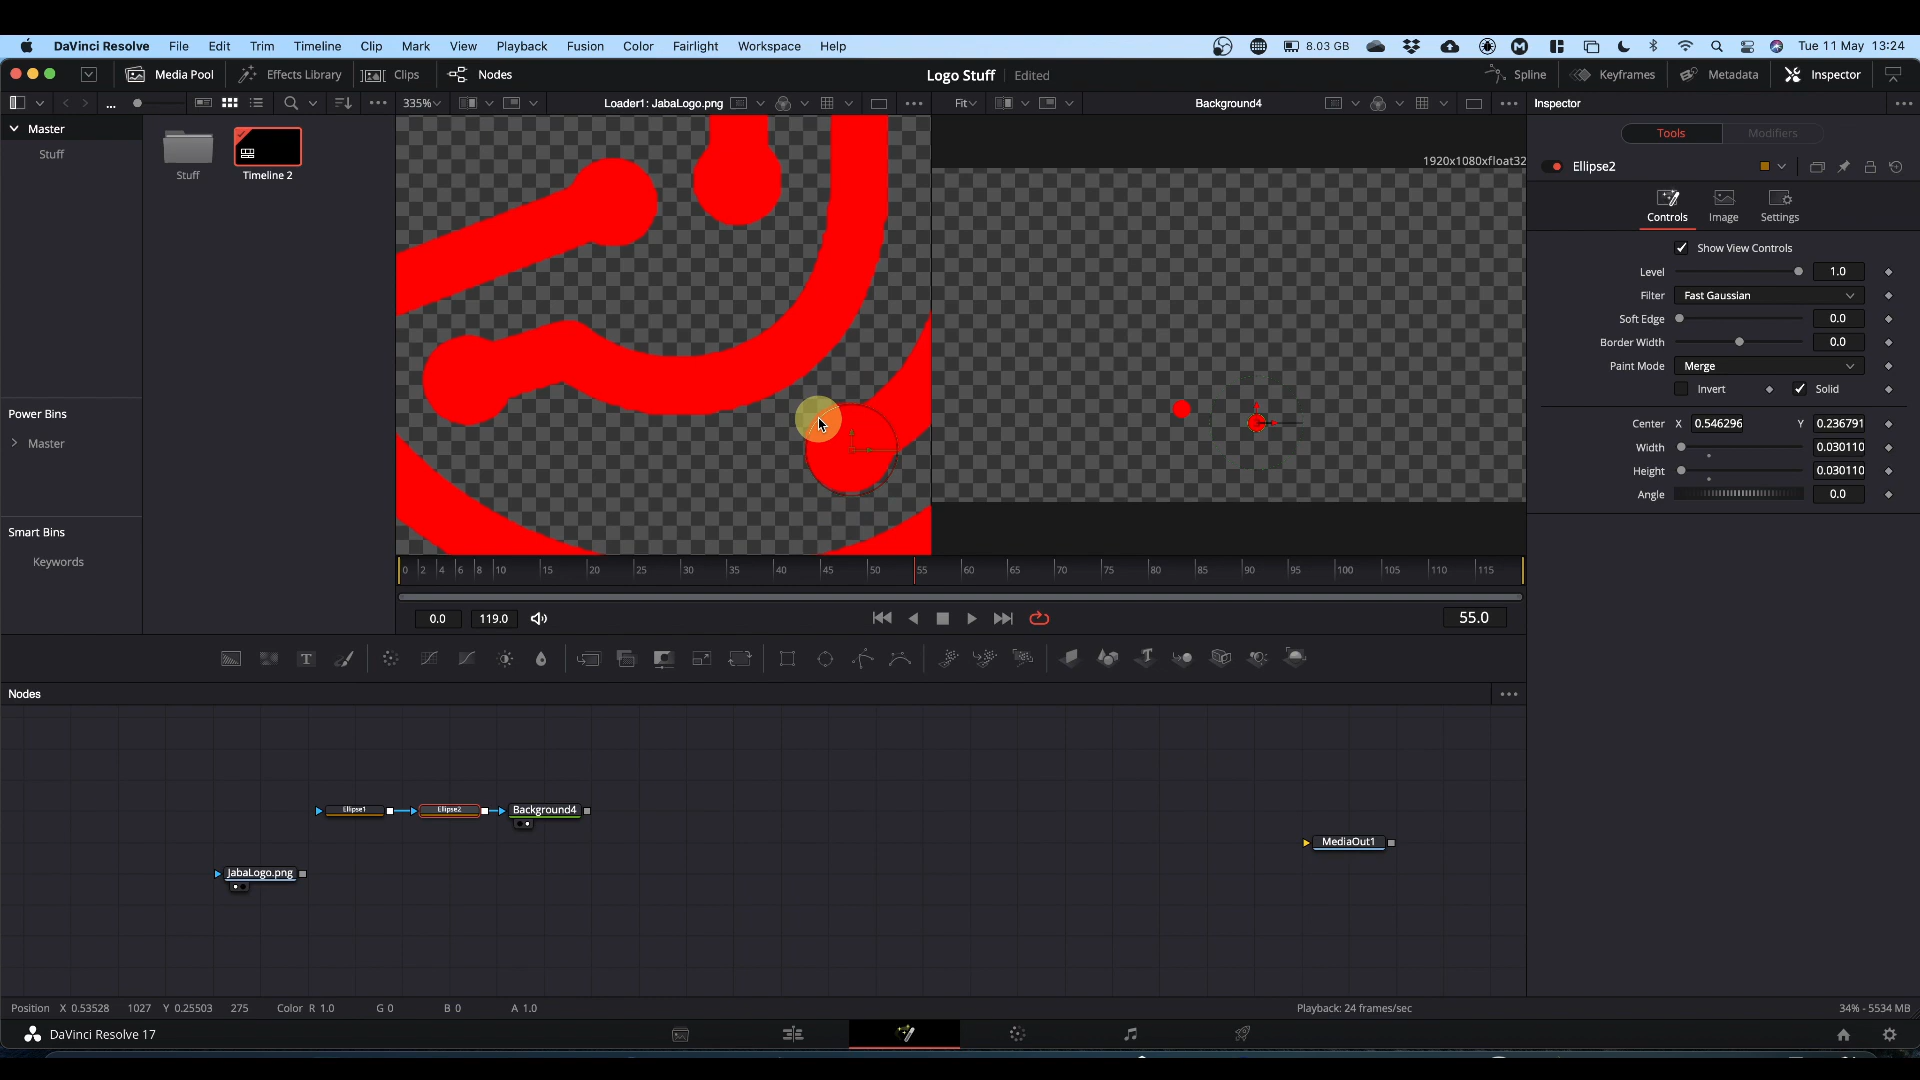 DaVinci Resolve File Edit Trim Timeline Clip Mark View Playback Fusion Color Fairlight Workspace Help 8.03 GB Tue 11 May 13:24
Media Pool Effects Library Clips Nodes Logo Stuff Edited Spline Keyframes Metadata Inspector
335% Loader1: JabaLogo.png Fit Background4 Inspector
Master
Stuff
Stuff Timeline 2
Power Bins
Master
Smart Bins
Keywords
1920x1080xfloat32
Tools Modifiers
Ellipse2
Controls Image Settings
Show View Controls
Level 1.0
Filter Fast Gaussian
Soft Edge 0.0
Border Width 0.0
Paint Mode Merge
Invert Solid
Center X 0.546296 Y 0.236791
Width 0.030110
Height 0.030110
Angle 0.0
0 2 4 6 8 10 15 20 25 30 35 40 45 50 55 60 65 70 75 80 85 90 95 100 105 110 115
0.0 119.0 55.0
Nodes
Ellipse1 Ellipse2 Background4
MediaOut1
JabaLogo.png
Position X 0.53528 1027 Y 0.25503 275 Color R 1.0 G 0 B 0 A 1.0 Playback: 24 frames/sec 34% - 5534 MB
DaVinci Resolve 17